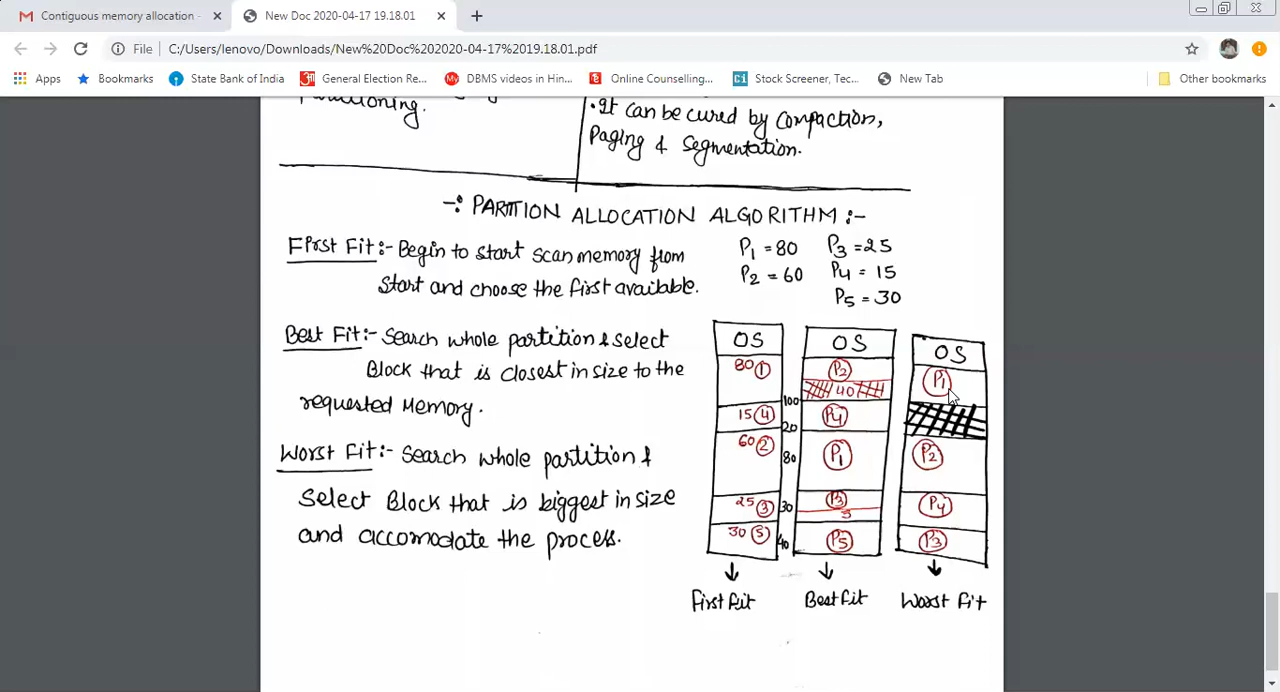 Contiguous memory allocation -
New Doc 2020-04-17 19.18.01
File
C:/Users/lenovo/Downloads/New%20Doc%202020-04-17%2019.18.01.pdf
Apps
Bookmarks
State Bank of India
General Election Re...
DBMS videos in Hin...
Online Counselling...
Stock Screener, Tec...
New Tab
Other bookmarks
Partitioning.
• It can be cured by Compaction,
Paging & Segmentation.
-: PARTITION ALLOCATION ALGORITHM :-
First Fit :- Begin to start scan memory from
Start and choose the first available.
P1 = 80 P3 = 25
P2 = 60 P4 = 15
P5 = 30
Best Fit :- Search whole partition & select
Block that is closest in size to the
requested Memory.
Worst Fit :- Search whole partition &
Select Block that is biggest in size
and accomodate the process.
OS
80 1
15 4
60 2
25 3
30 5
First Fit
100
20
80
30
40
OS
P2
40
P4
P1
P3
5
P5
Best Fit
OS
P1
P2
P4
P3
Worst Fit